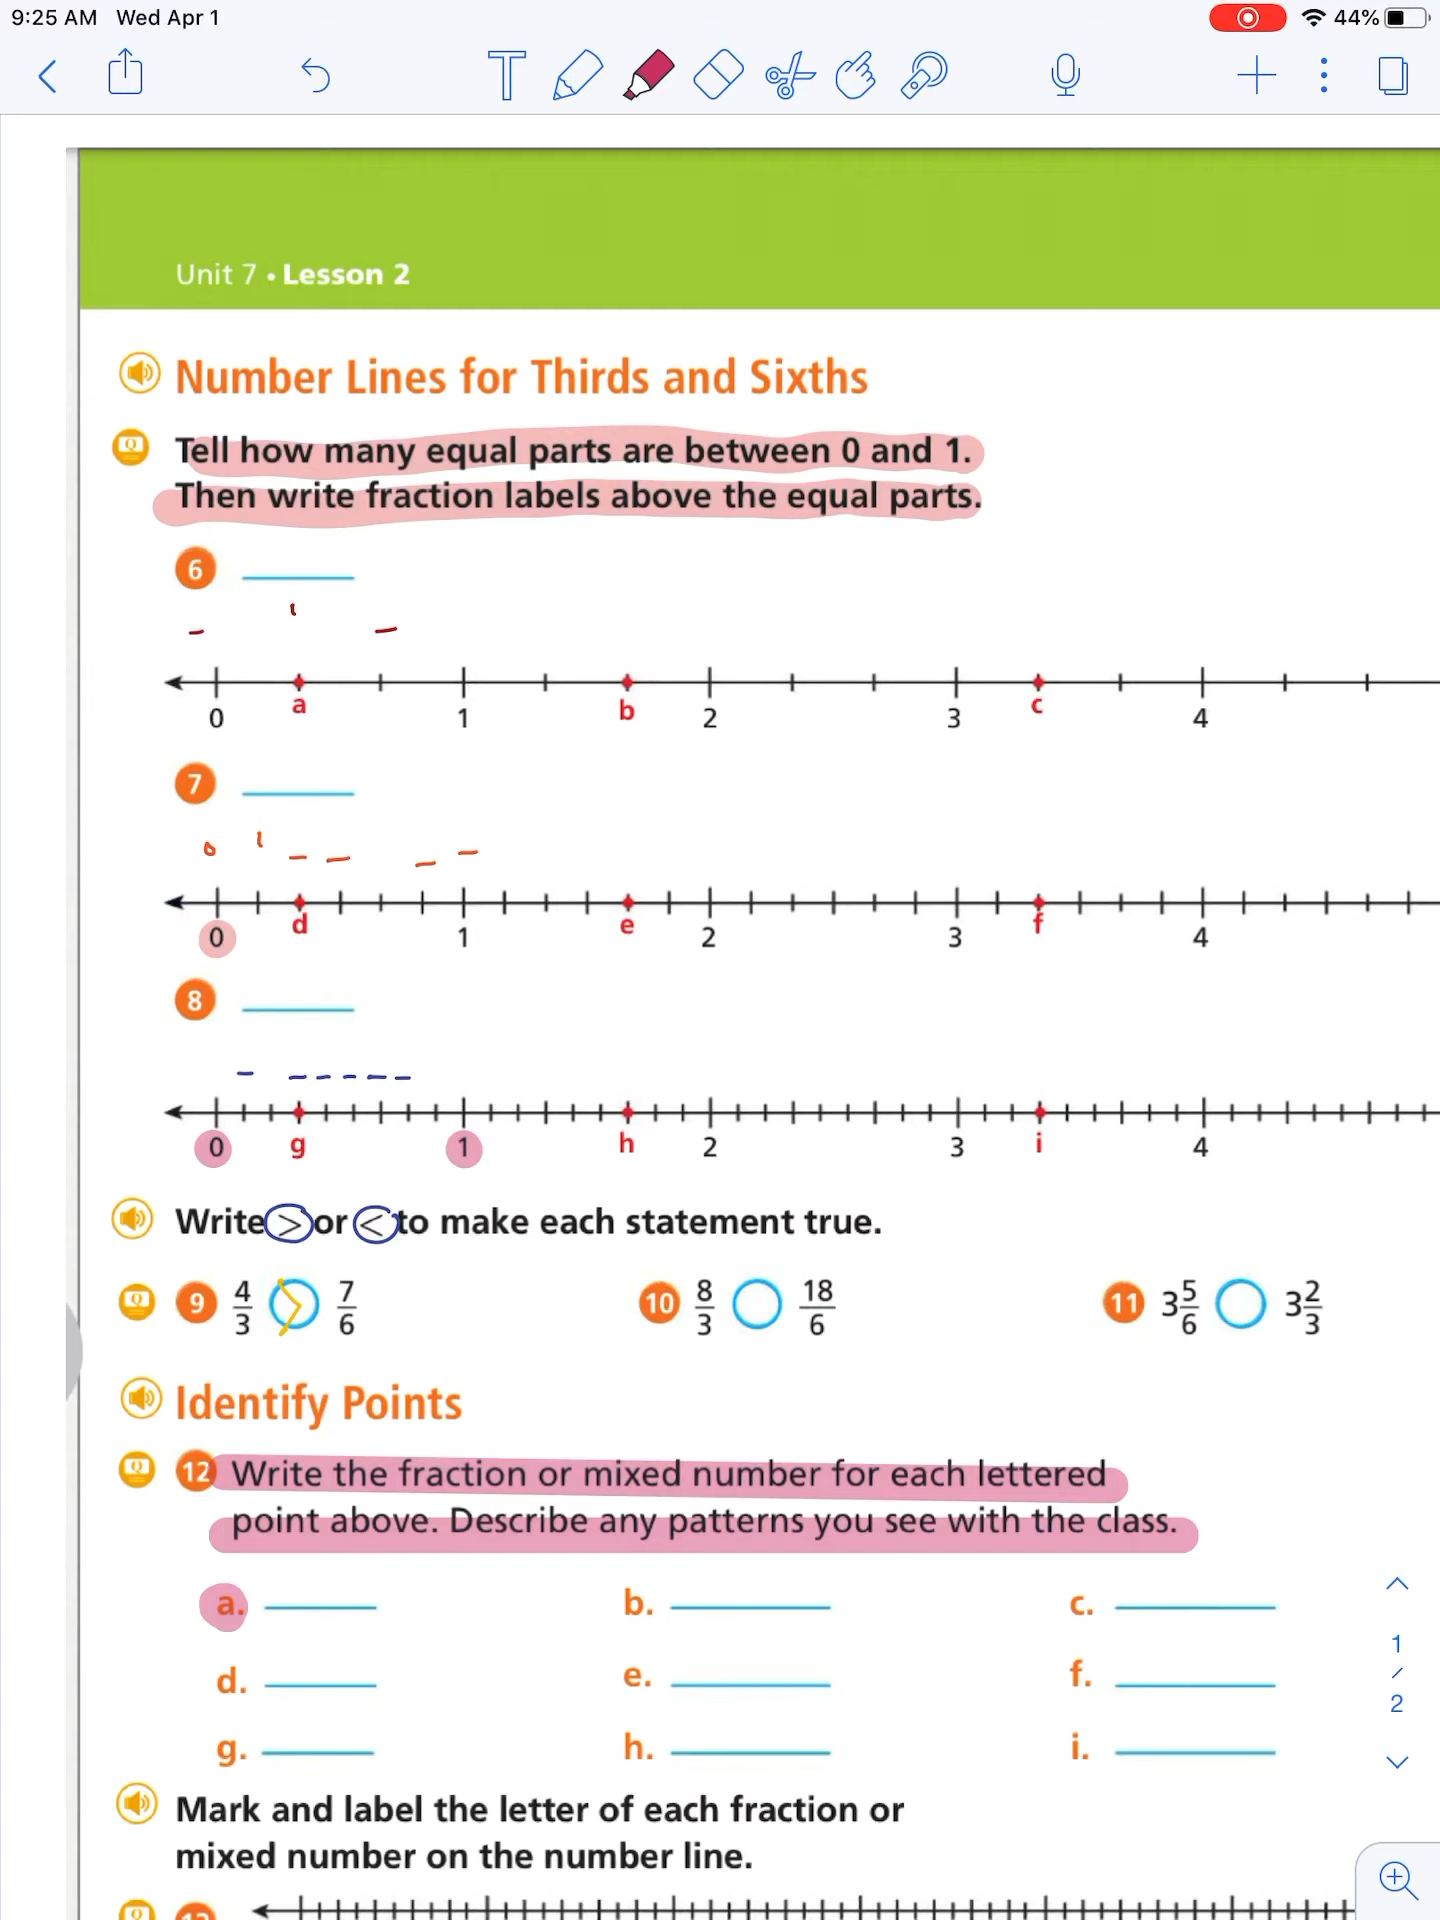 9:25 AM Wed Apr 1 44%
T
Unit 7 • Lesson 2
Number Lines for Thirds and Sixths
Tell how many equal parts are between 0 and 1.
Then write fraction labels above the equal parts.
6
0 a 1 b 2 3 c 4
7
0 d 1 e 2 3 f 4
8
0 g 1 h 2 3 i 4
Write > or < to make each statement true.
9 4/3 > 7/6 10 8/3 18/6 11 3 5/6 3 2/3
Identify Points
12 Write the fraction or mixed number for each lettered
point above. Describe any patterns you see with the class.
a. b. c.
d. e. f.
g. h. i.
1 / 2
Mark and label the letter of each fraction or
mixed number on the number line.